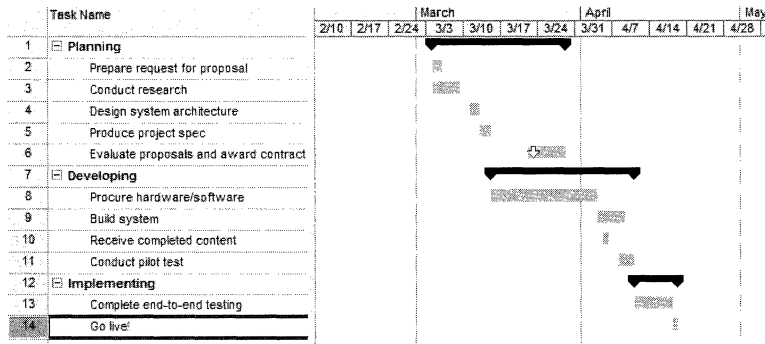 Task Name March April May
2/10 2/17 2/24 3/3 3/10 3/17 3/24 3/31 4/7 4/14 4/21 4/28
1 Planning
2 Prepare request for proposal
3 Conduct research
4 Design system architecture
5 Produce project spec
6 Evaluate proposals and award contract
7 Developing
8 Procure hardware/software
9 Build system
10 Receive completed content
11 Conduct pilot test
12 Implementing
13 Complete end-to-end testing
14 Go live!